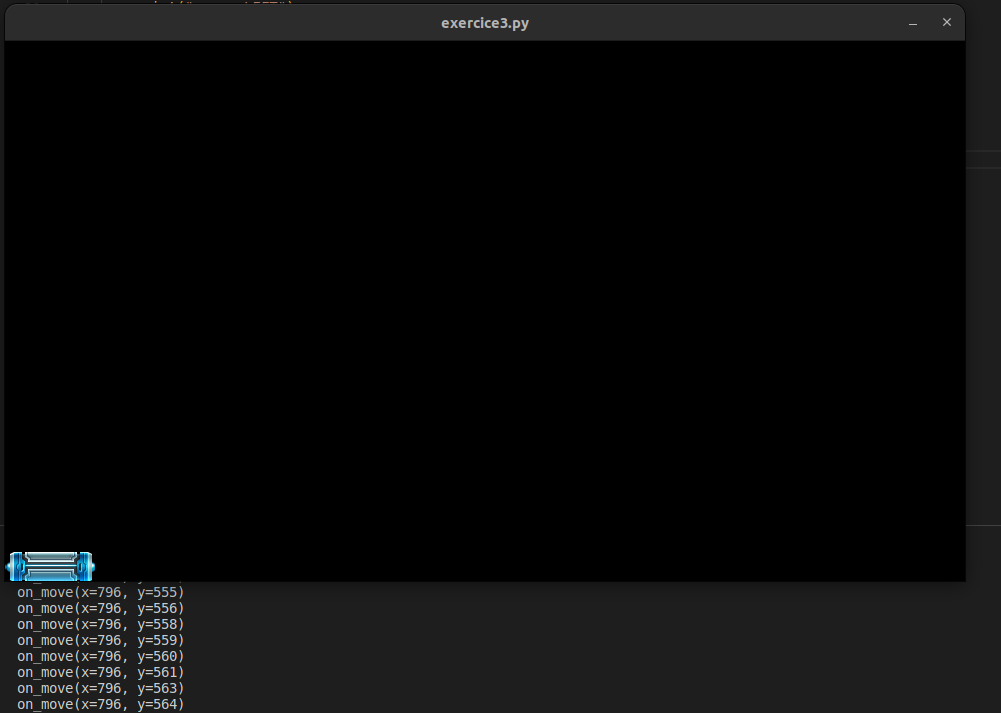 exercice3.py
on_move(x=796, y=555)
on_move(x=796, y=556)
on_move(x=796, y=558)
on_move(x=796, y=559)
on_move(x=796, y=560)
on_move(x=796, y=561)
on_move(x=796, y=563)
on_move(x=796, y=564)